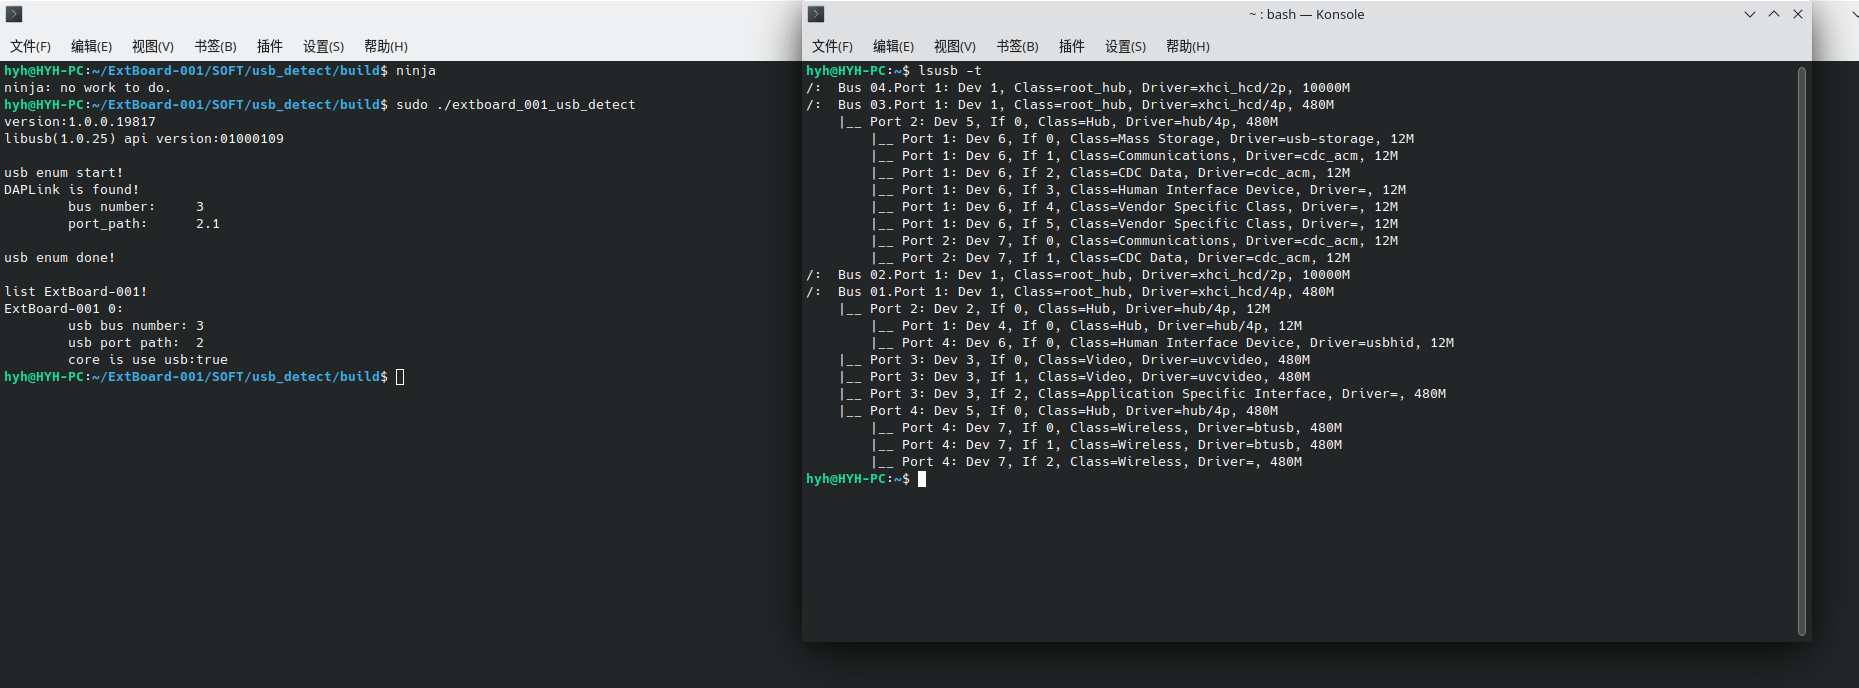 文件(F) 编辑(E) 视图(V) 书签(B) 插件 设置(S) 帮助(H)
hyh@HYH-PC:~/ExtBoard-001/SOFT/usb_detect/build$ ninja
ninja: no work to do.
hyh@HYH-PC:~/ExtBoard-001/SOFT/usb_detect/build$ sudo ./extboard_001_usb_detect
version:1.0.0.19817
libusb(1.0.25) api version:01000109
usb enum start!
DAPLink is found!
bus number: 3
port_path: 2.1
usb enum done!
list ExtBoard-001!
ExtBoard-001 0:
usb bus number: 3
usb port path: 2
core is use usb:true
hyh@HYH-PC:~/ExtBoard-001/SOFT/usb_detect/build$
~ : bash — Konsole
文件(F) 编辑(E) 视图(V) 书签(B) 插件 设置(S) 帮助(H)
hyh@HYH-PC:~$ lsusb -t
/:  Bus 04.Port 1: Dev 1, Class=root_hub, Driver=xhci_hcd/2p, 10000M
/:  Bus 03.Port 1: Dev 1, Class=root_hub, Driver=xhci_hcd/4p, 480M
    |__ Port 2: Dev 5, If 0, Class=Hub, Driver=hub/4p, 480M
        |__ Port 1: Dev 6, If 0, Class=Mass Storage, Driver=usb-storage, 12M
        |__ Port 1: Dev 6, If 1, Class=Communications, Driver=cdc_acm, 12M
        |__ Port 1: Dev 6, If 2, Class=CDC Data, Driver=cdc_acm, 12M
        |__ Port 1: Dev 6, If 3, Class=Human Interface Device, Driver=, 12M
        |__ Port 1: Dev 6, If 4, Class=Vendor Specific Class, Driver=, 12M
        |__ Port 1: Dev 6, If 5, Class=Vendor Specific Class, Driver=, 12M
        |__ Port 2: Dev 7, If 0, Class=Communications, Driver=cdc_acm, 12M
        |__ Port 2: Dev 7, If 1, Class=CDC Data, Driver=cdc_acm, 12M
/:  Bus 02.Port 1: Dev 1, Class=root_hub, Driver=xhci_hcd/2p, 10000M
/:  Bus 01.Port 1: Dev 1, Class=root_hub, Driver=xhci_hcd/4p, 480M
    |__ Port 2: Dev 2, If 0, Class=Hub, Driver=hub/4p, 12M
        |__ Port 1: Dev 4, If 0, Class=Hub, Driver=hub/4p, 12M
        |__ Port 4: Dev 6, If 0, Class=Human Interface Device, Driver=usbhid, 12M
    |__ Port 3: Dev 3, If 0, Class=Video, Driver=uvcvideo, 480M
    |__ Port 3: Dev 3, If 1, Class=Video, Driver=uvcvideo, 480M
    |__ Port 3: Dev 3, If 2, Class=Application Specific Interface, Driver=, 480M
    |__ Port 4: Dev 5, If 0, Class=Hub, Driver=hub/4p, 480M
        |__ Port 4: Dev 7, If 0, Class=Wireless, Driver=btusb, 480M
        |__ Port 4: Dev 7, If 1, Class=Wireless, Driver=btusb, 480M
        |__ Port 4: Dev 7, If 2, Class=Wireless, Driver=, 480M
hyh@HYH-PC:~$